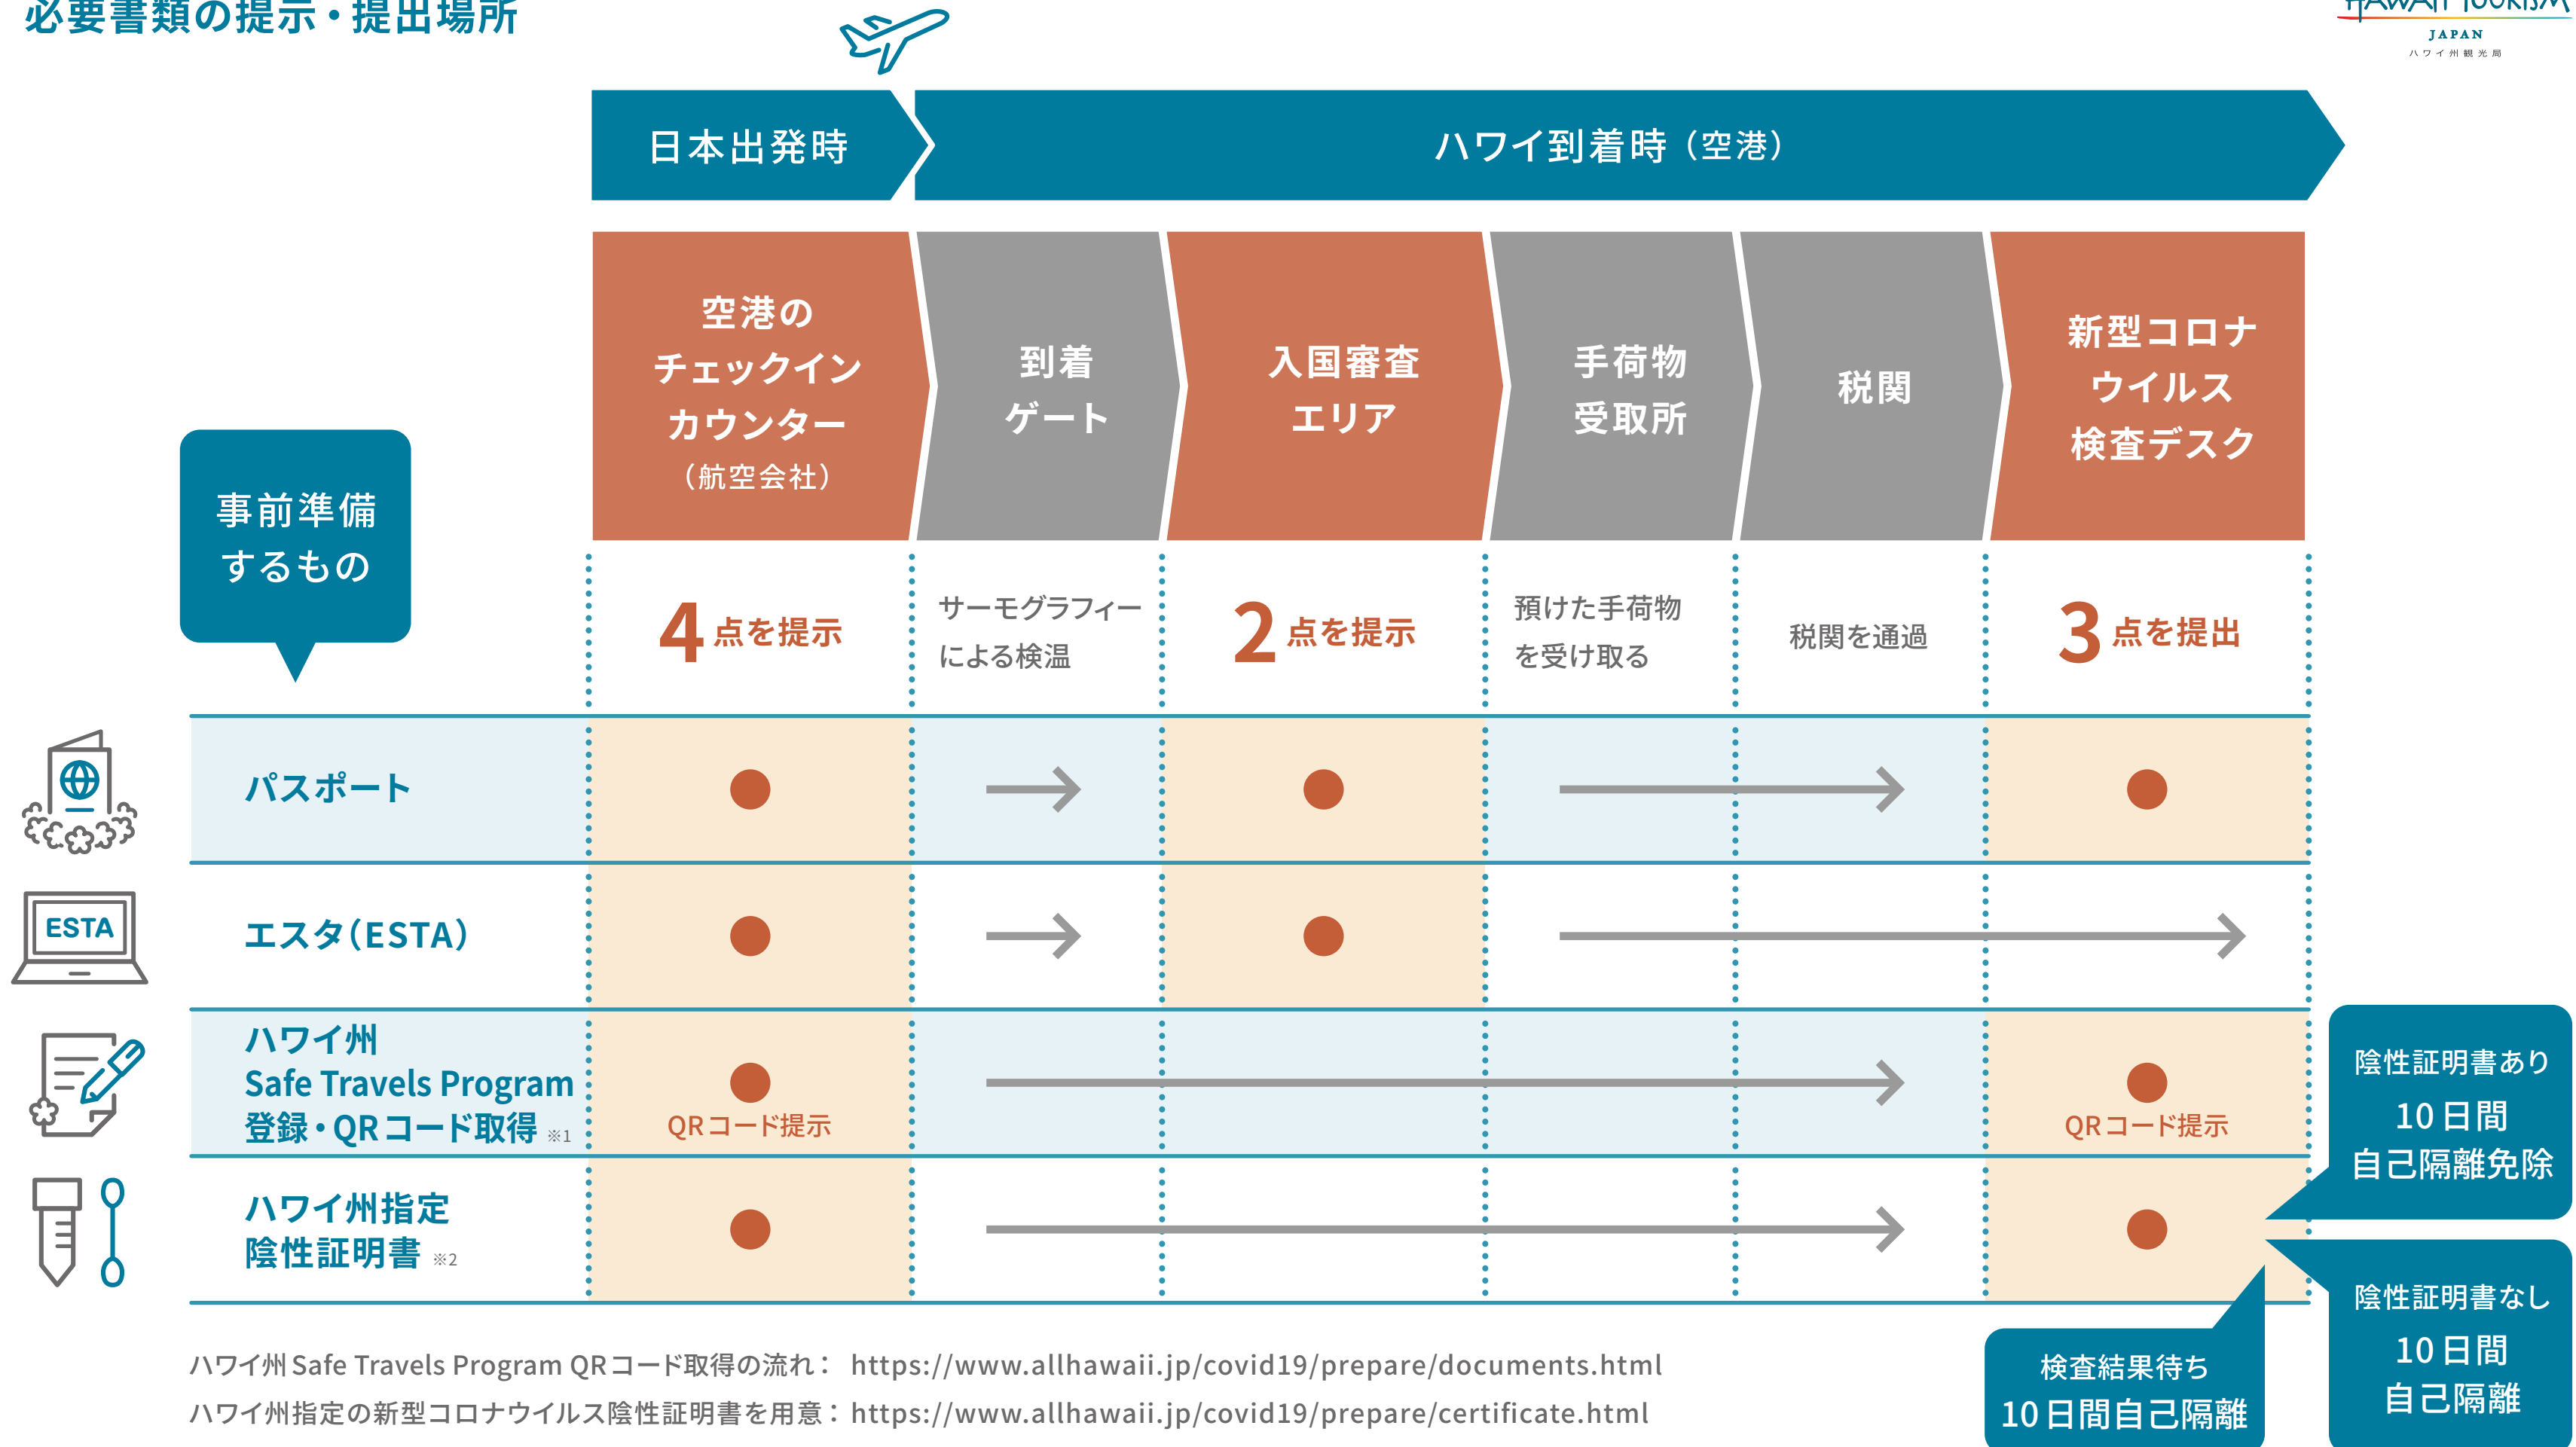 必要書類の提示・提出場所
HAWAIʻI TOURISM
JAPAN
ハワイ州観光局
日本出発時
ハワイ到着時（空港）
空港の
チェックイン
カウンター
（航空会社）
到着
ゲート
入国審査
エリア
手荷物
受取所
税関
新型コロナ
ウイルス
検査デスク
事前準備
するもの
4点を提示
サーモグラフィー
による検温
2点を提示
預けた手荷物
を受け取る
税関を通過
3点を提出
パスポート
ESTA
エスタ（ESTA）
ハワイ州
Safe Travels Program
登録・QRコード取得 ※1
QRコード提示
QRコード提示
ハワイ州指定
陰性証明書 ※2
陰性証明書あり
10日間
自己隔離免除
陰性証明書なし
10日間
自己隔離
検査結果待ち
10日間自己隔離
ハワイ州Safe Travels Program QRコード取得の流れ： https://www.allhawaii.jp/covid19/prepare/documents.html
ハワイ州指定の新型コロナウイルス陰性証明書を用意：https://www.allhawaii.jp/covid19/prepare/certificate.html